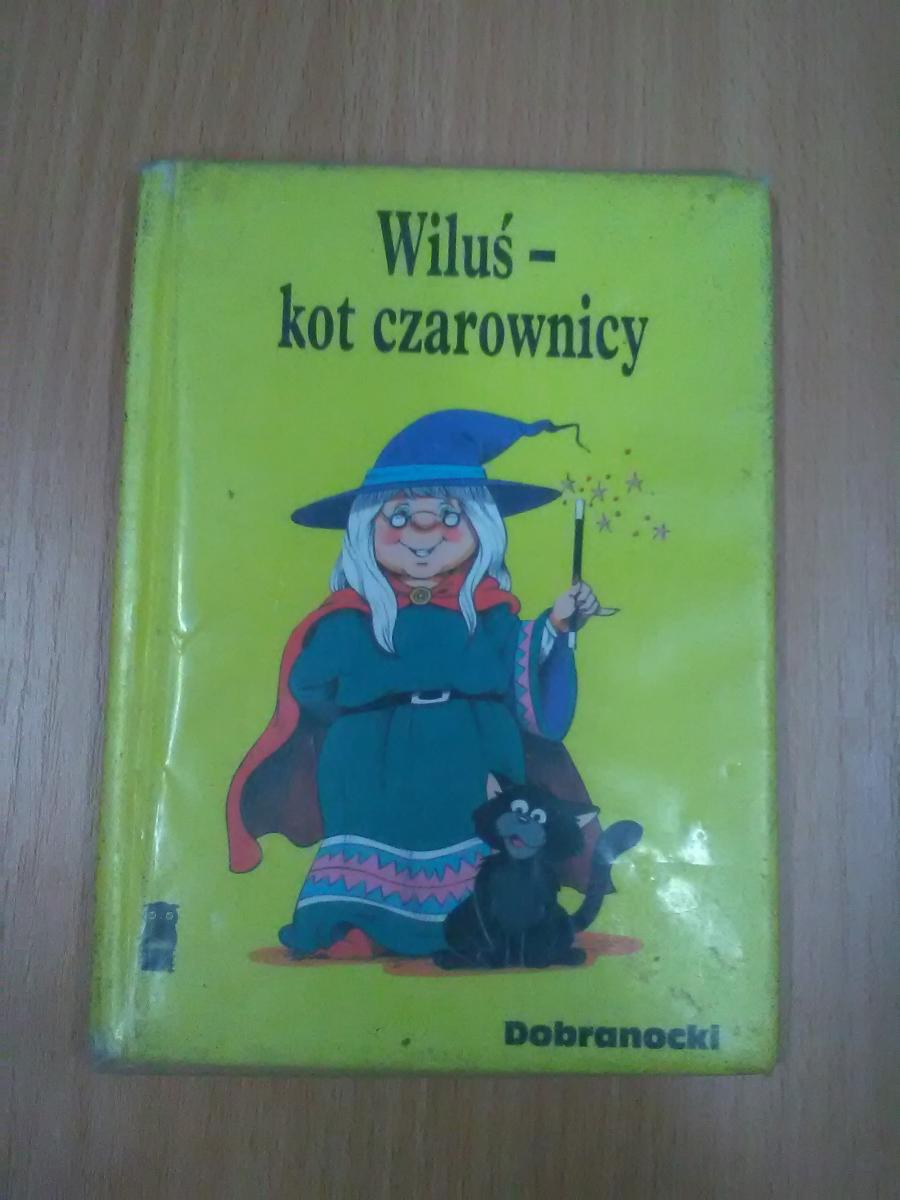 Wiluś –
kot czarownicy
Dobranocki